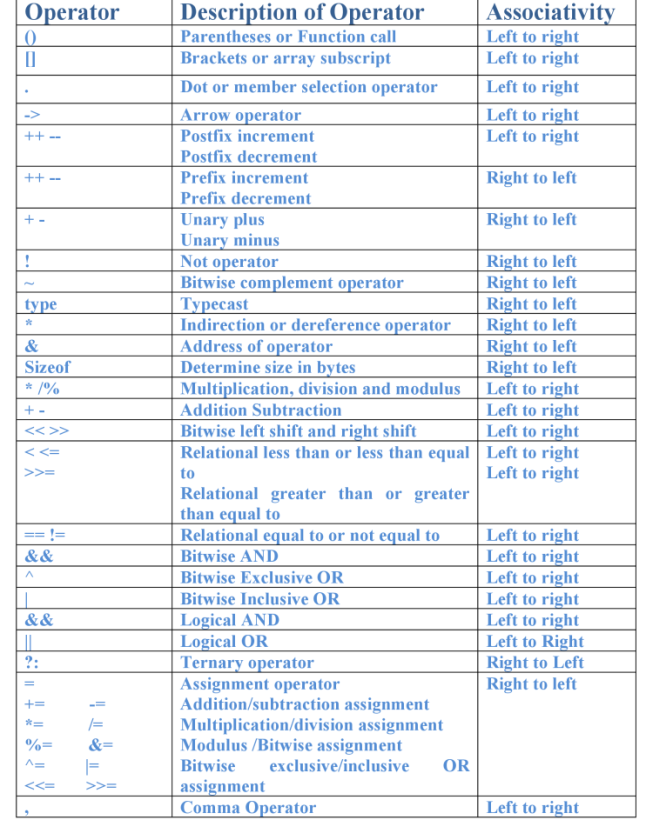 Operator Description of Operator Associativity
() Parentheses or Function call Left to right
[] Brackets or array subscript Left to right
. Dot or member selection operator Left to right
-> Arrow operator Left to right
++ -- Postfix increment Left to right
Postfix decrement
++ -- Prefix increment Right to left
Prefix decrement
+ - Unary plus Right to left
Unary minus
! Not operator Right to left
~ Bitwise complement operator Right to left
type Typecast Right to left
* Indirection or dereference operator Right to left
& Address of operator Right to left
Sizeof Determine size in bytes Right to left
* /% Multiplication, division and modulus Left to right
+ - Addition Subtraction Left to right
<< >> Bitwise left shift and right shift Left to right
< <= Relational less than or less than equal Left to right
>>= to Left to right
Relational greater than or greater
than equal to
== != Relational equal to or not equal to Left to right
&& Bitwise AND Left to right
^ Bitwise Exclusive OR Left to right
| Bitwise Inclusive OR Left to right
&& Logical AND Left to right
|| Logical OR Left to Right
?: Ternary operator Right to Left
= Assignment operator Right to left
+= -= Addition/subtraction assignment
*= /= Multiplication/division assignment
%= &= Modulus /Bitwise assignment
^= |= Bitwise exclusive/inclusive OR
<<= >>= assignment
, Comma Operator Left to right